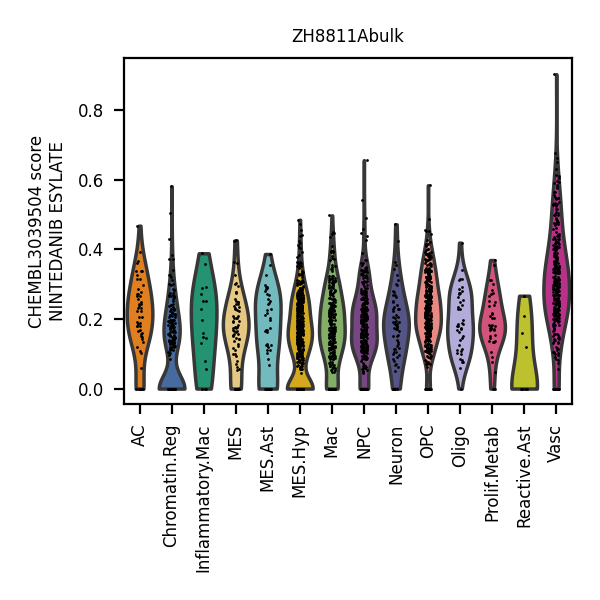 ZH8811Abulk
CHEMBL3039504 score
NINTEDANIB ESYLATE
0.8
0.6
0.4
0.2
0.0
AC
Chromatin.Reg
Inflammatory.Mac
MES
MES.Ast
MES.Hyp
Mac
NPC
Neuron
OPC
Oligo
Prolif.Metab
Reactive.Ast
Vasc